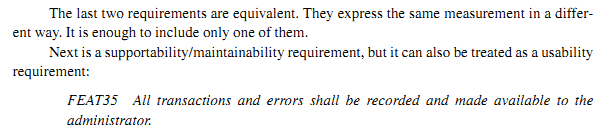 The last two requirements are equivalent. They express the same measurement in a differ-
ent way. It is enough to include only one of them.
Next is a supportability/maintainability requirement, but it can also be treated as a usability
requirement:
FEAT35 All transactions and errors shall be recorded and made available to the
administrator.